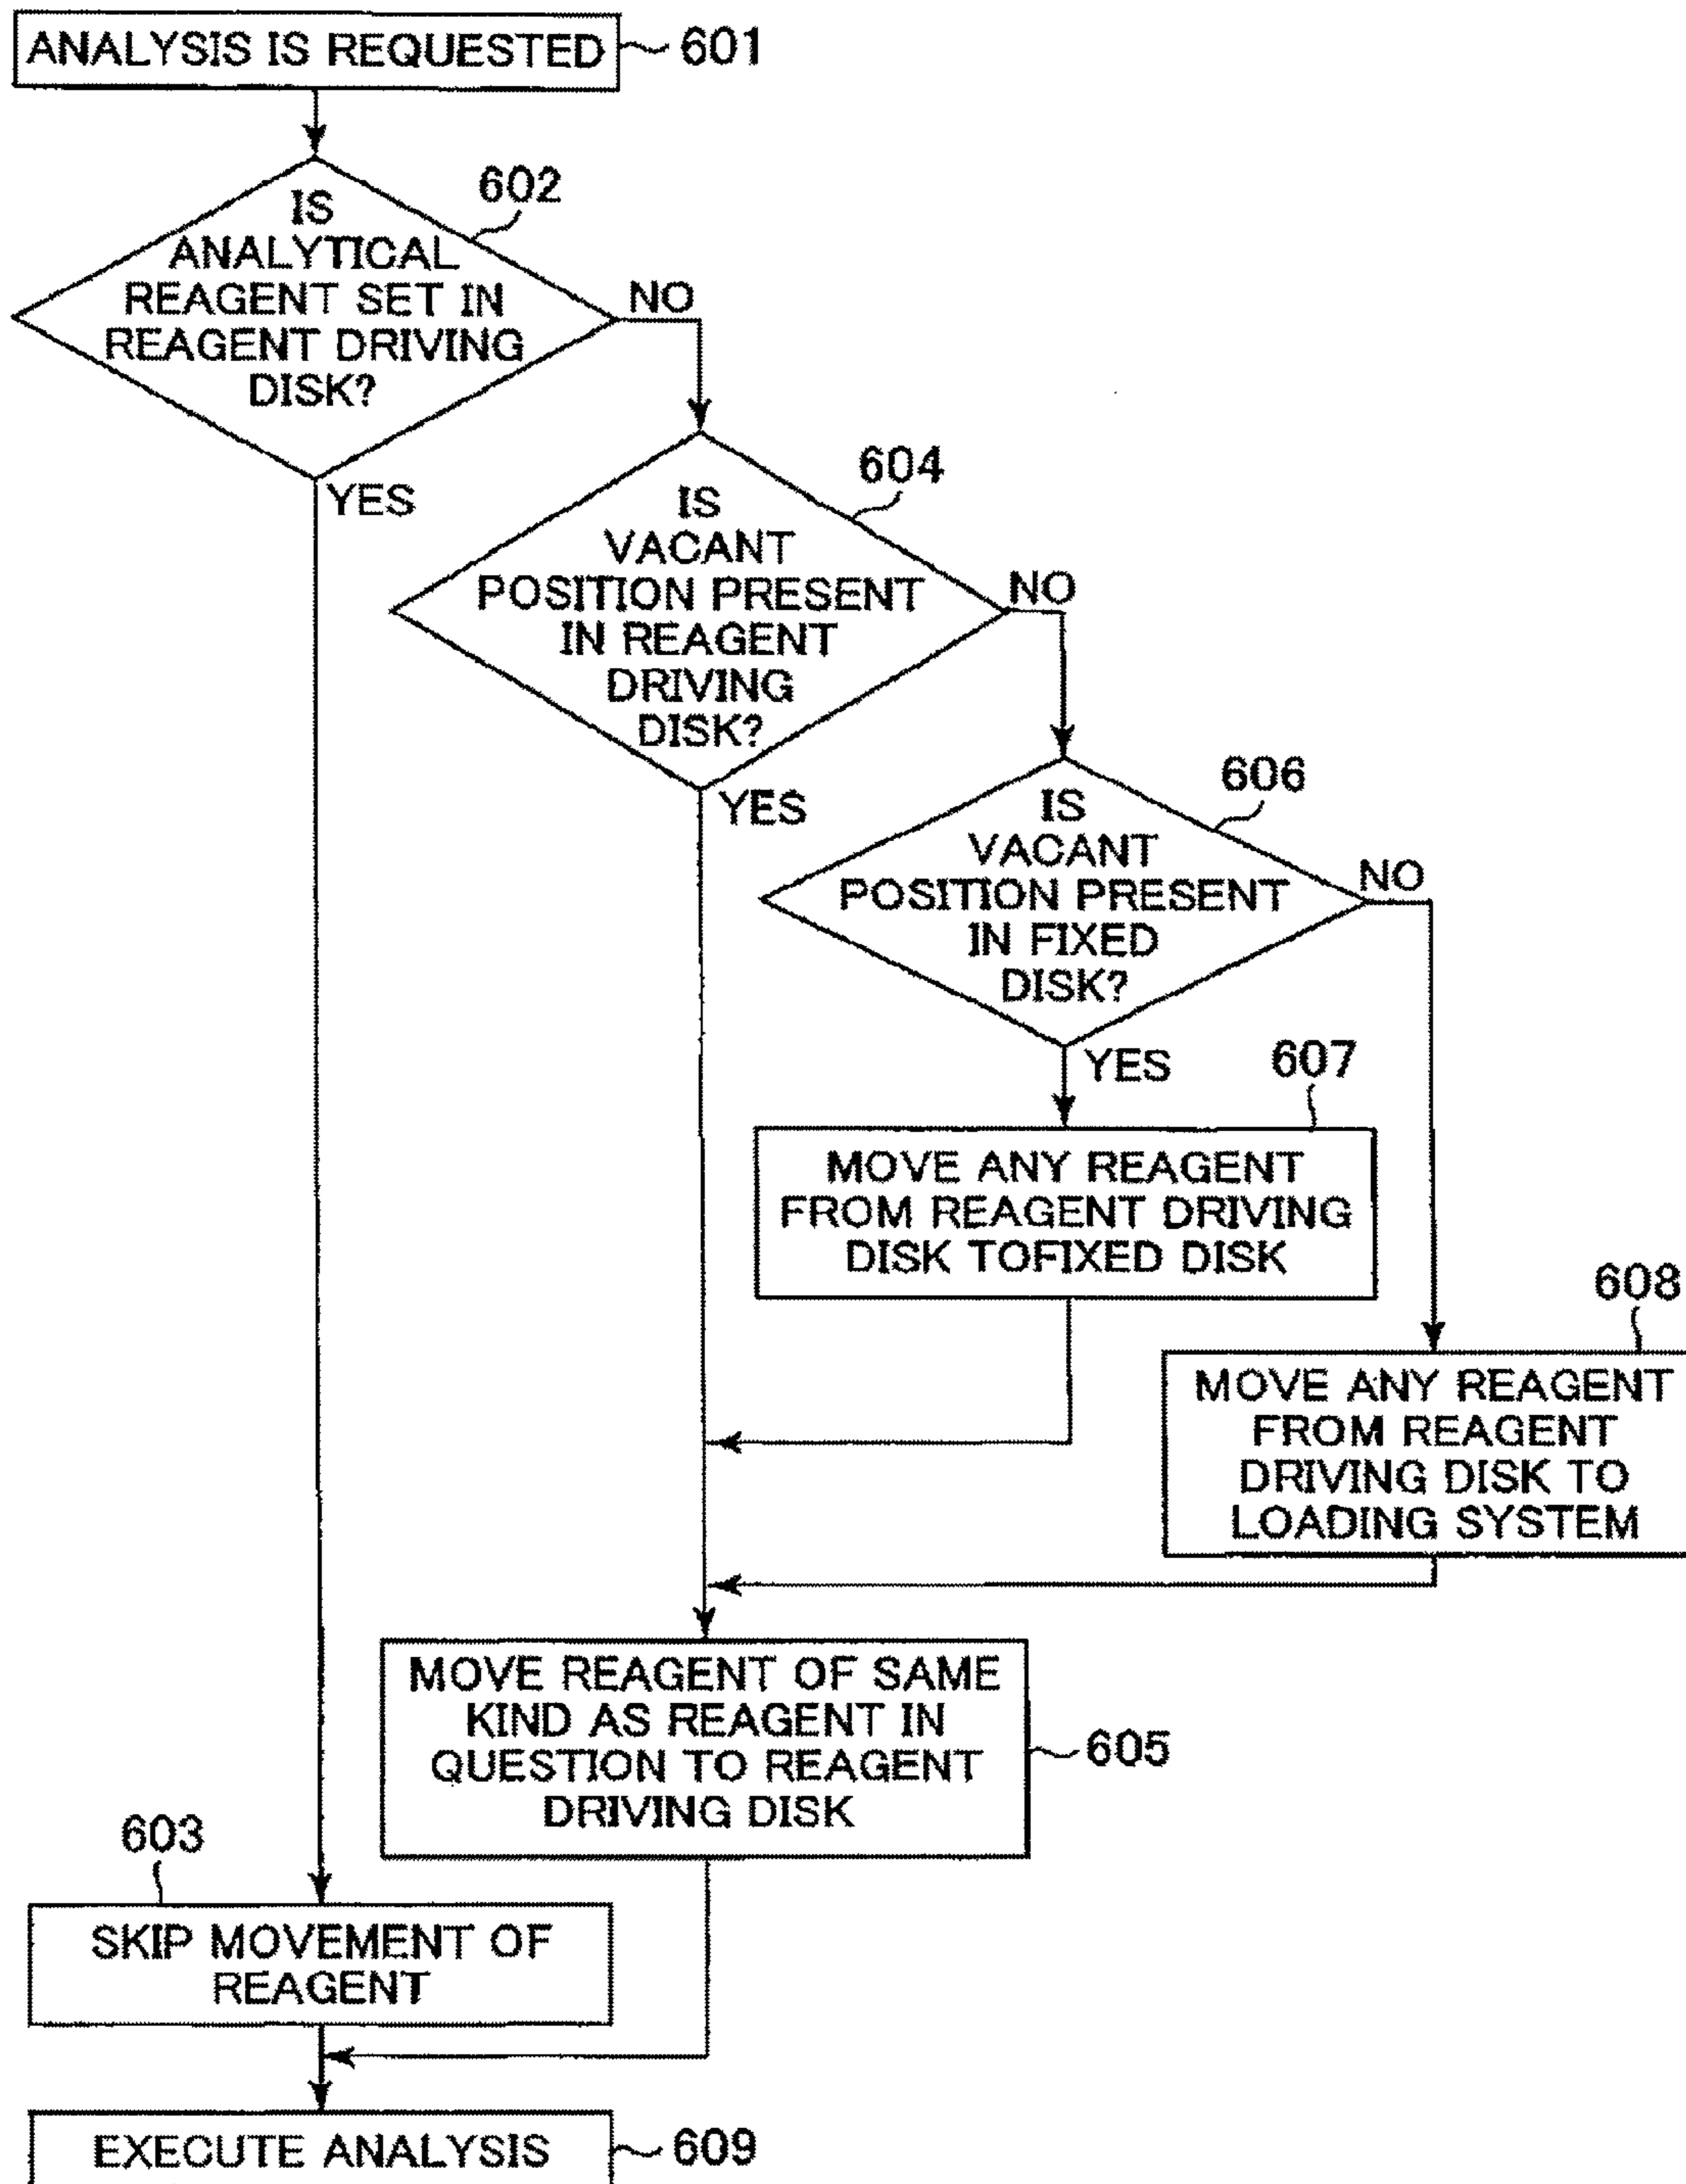 ANALYSIS IS REQUESTED
601
602
IS
ANALYTICAL
REAGENT SET IN
REAGENT DRIVING
DISK?
NO
YES
604
IS
VACANT
POSITION PRESENT
IN REAGENT
DRIVING
DISK?
NO
YES
606
IS
VACANT
POSITION PRESENT
IN FIXED
DISK?
NO
YES
607
MOVE ANY REAGENT
FROM REAGENT DRIVING
DISK TOFIXED DISK
608
MOVE ANY REAGENT
FROM REAGENT
DRIVING DISK TO
LOADING SYSTEM
MOVE REAGENT OF SAME
KIND AS REAGENT IN
QUESTION TO REAGENT
DRIVING DISK
605
603
SKIP MOVEMENT OF
REAGENT
EXECUTE ANALYSIS
609